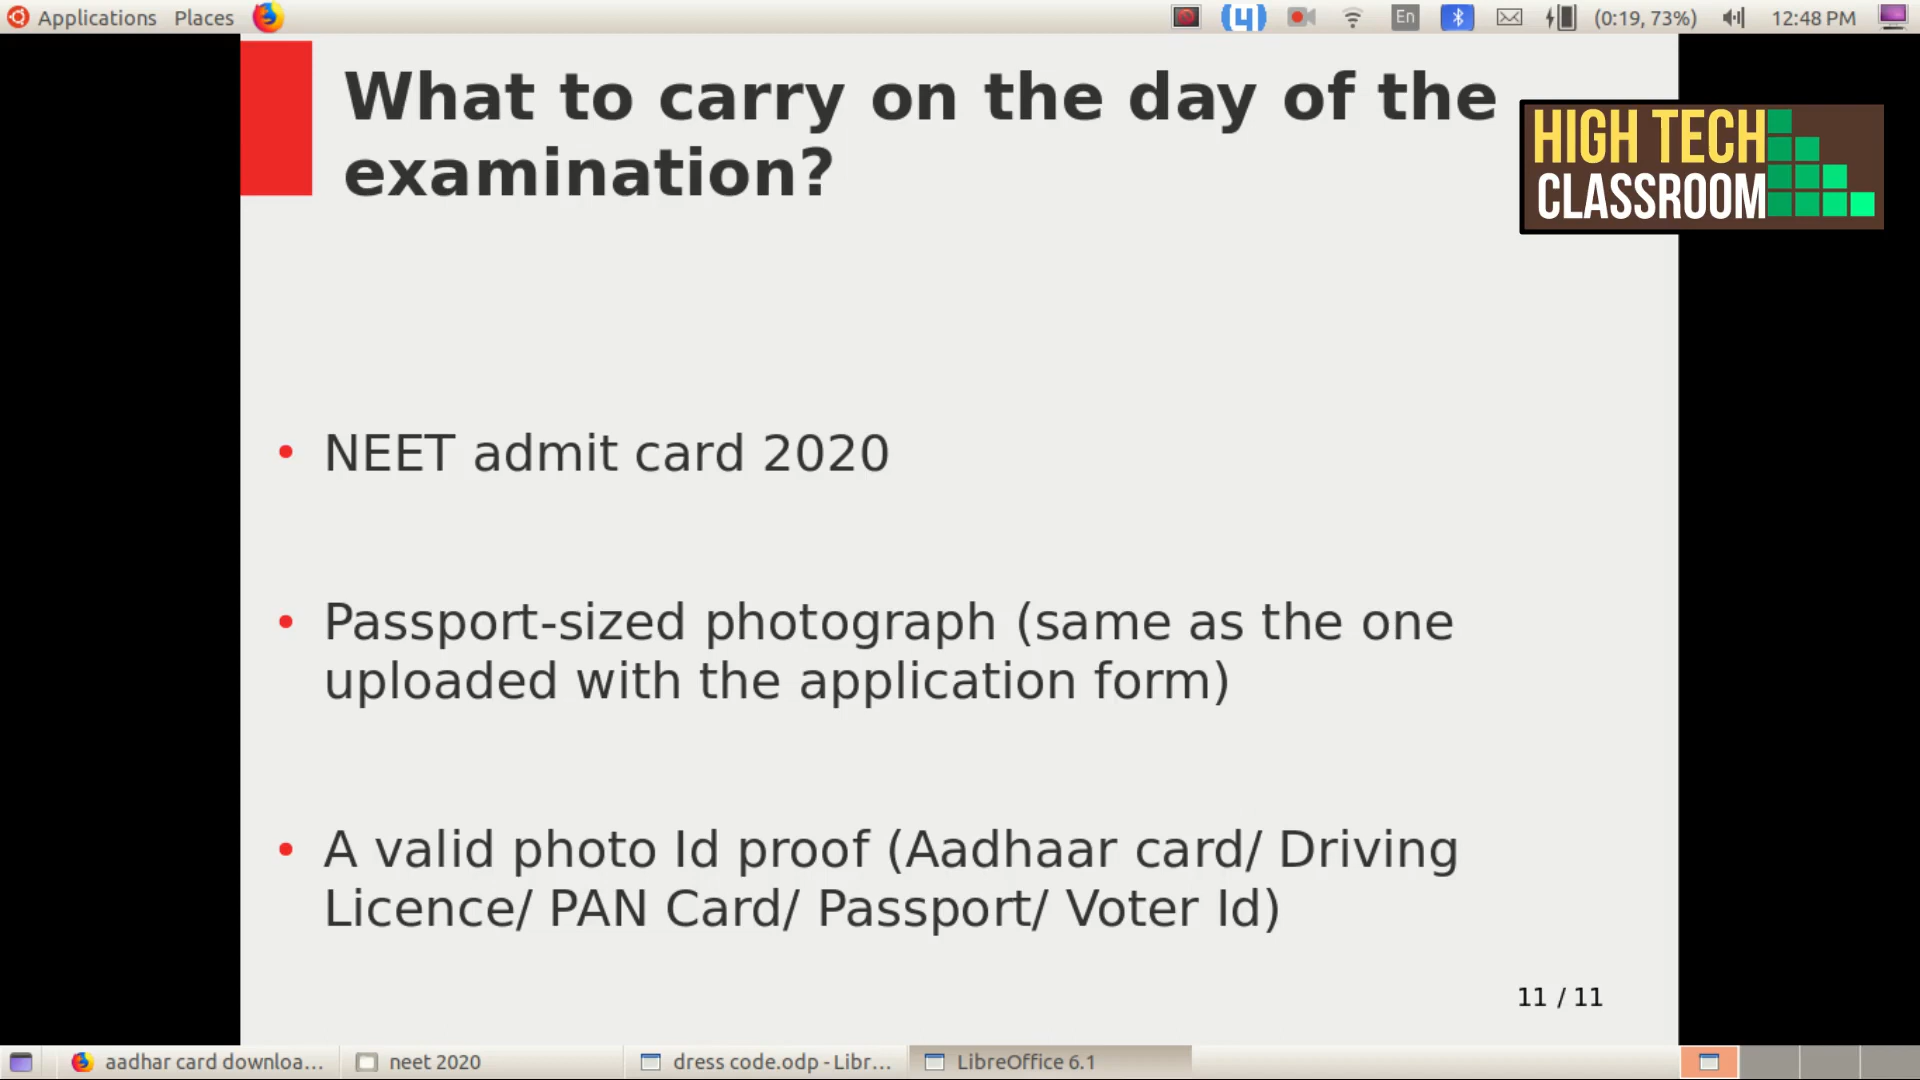 Applications Places En (0:19, 73%) 12:48 PM
What to carry on the day of the
examination?
HIGH TECH
CLASSROOM
• NEET admit card 2020
• Passport-sized photograph (same as the one
uploaded with the application form)
• A valid photo Id proof (Aadhaar card/ Driving
Licence/ PAN Card/ Passport/ Voter Id)
11 / 11
aadhar card downloa... neet 2020 dress code.odp - Libr... LibreOffice 6.1